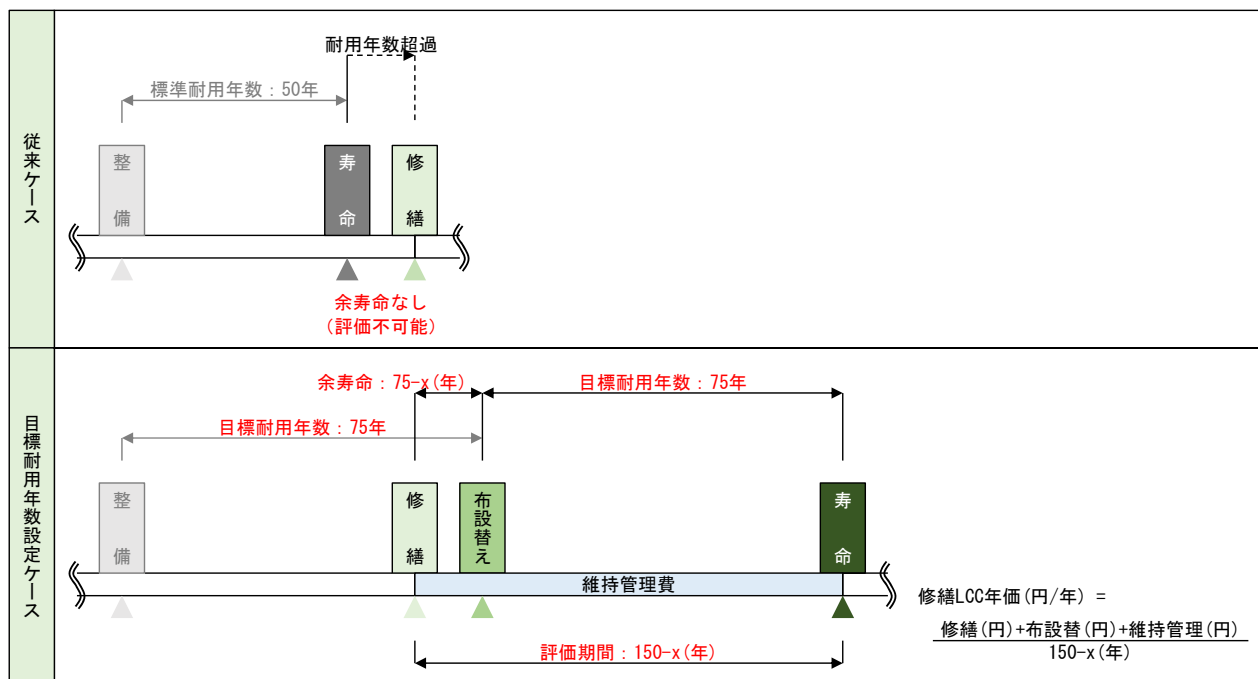 従来ケース
耐用年数超過
標準耐用年数：50年
整備
寿命
修繕
余寿命なし
（評価不可能）
目標耐用年数設定ケース
余寿命：75-x(年)
目標耐用年数：75年
目標耐用年数：75年
整備
修繕
布設替え
寿命
維持管理費
評価期間：150-x(年)
修繕LCC年価(円/年) =
修繕(円)+布設替(円)+維持管理(円)
150-x(年)